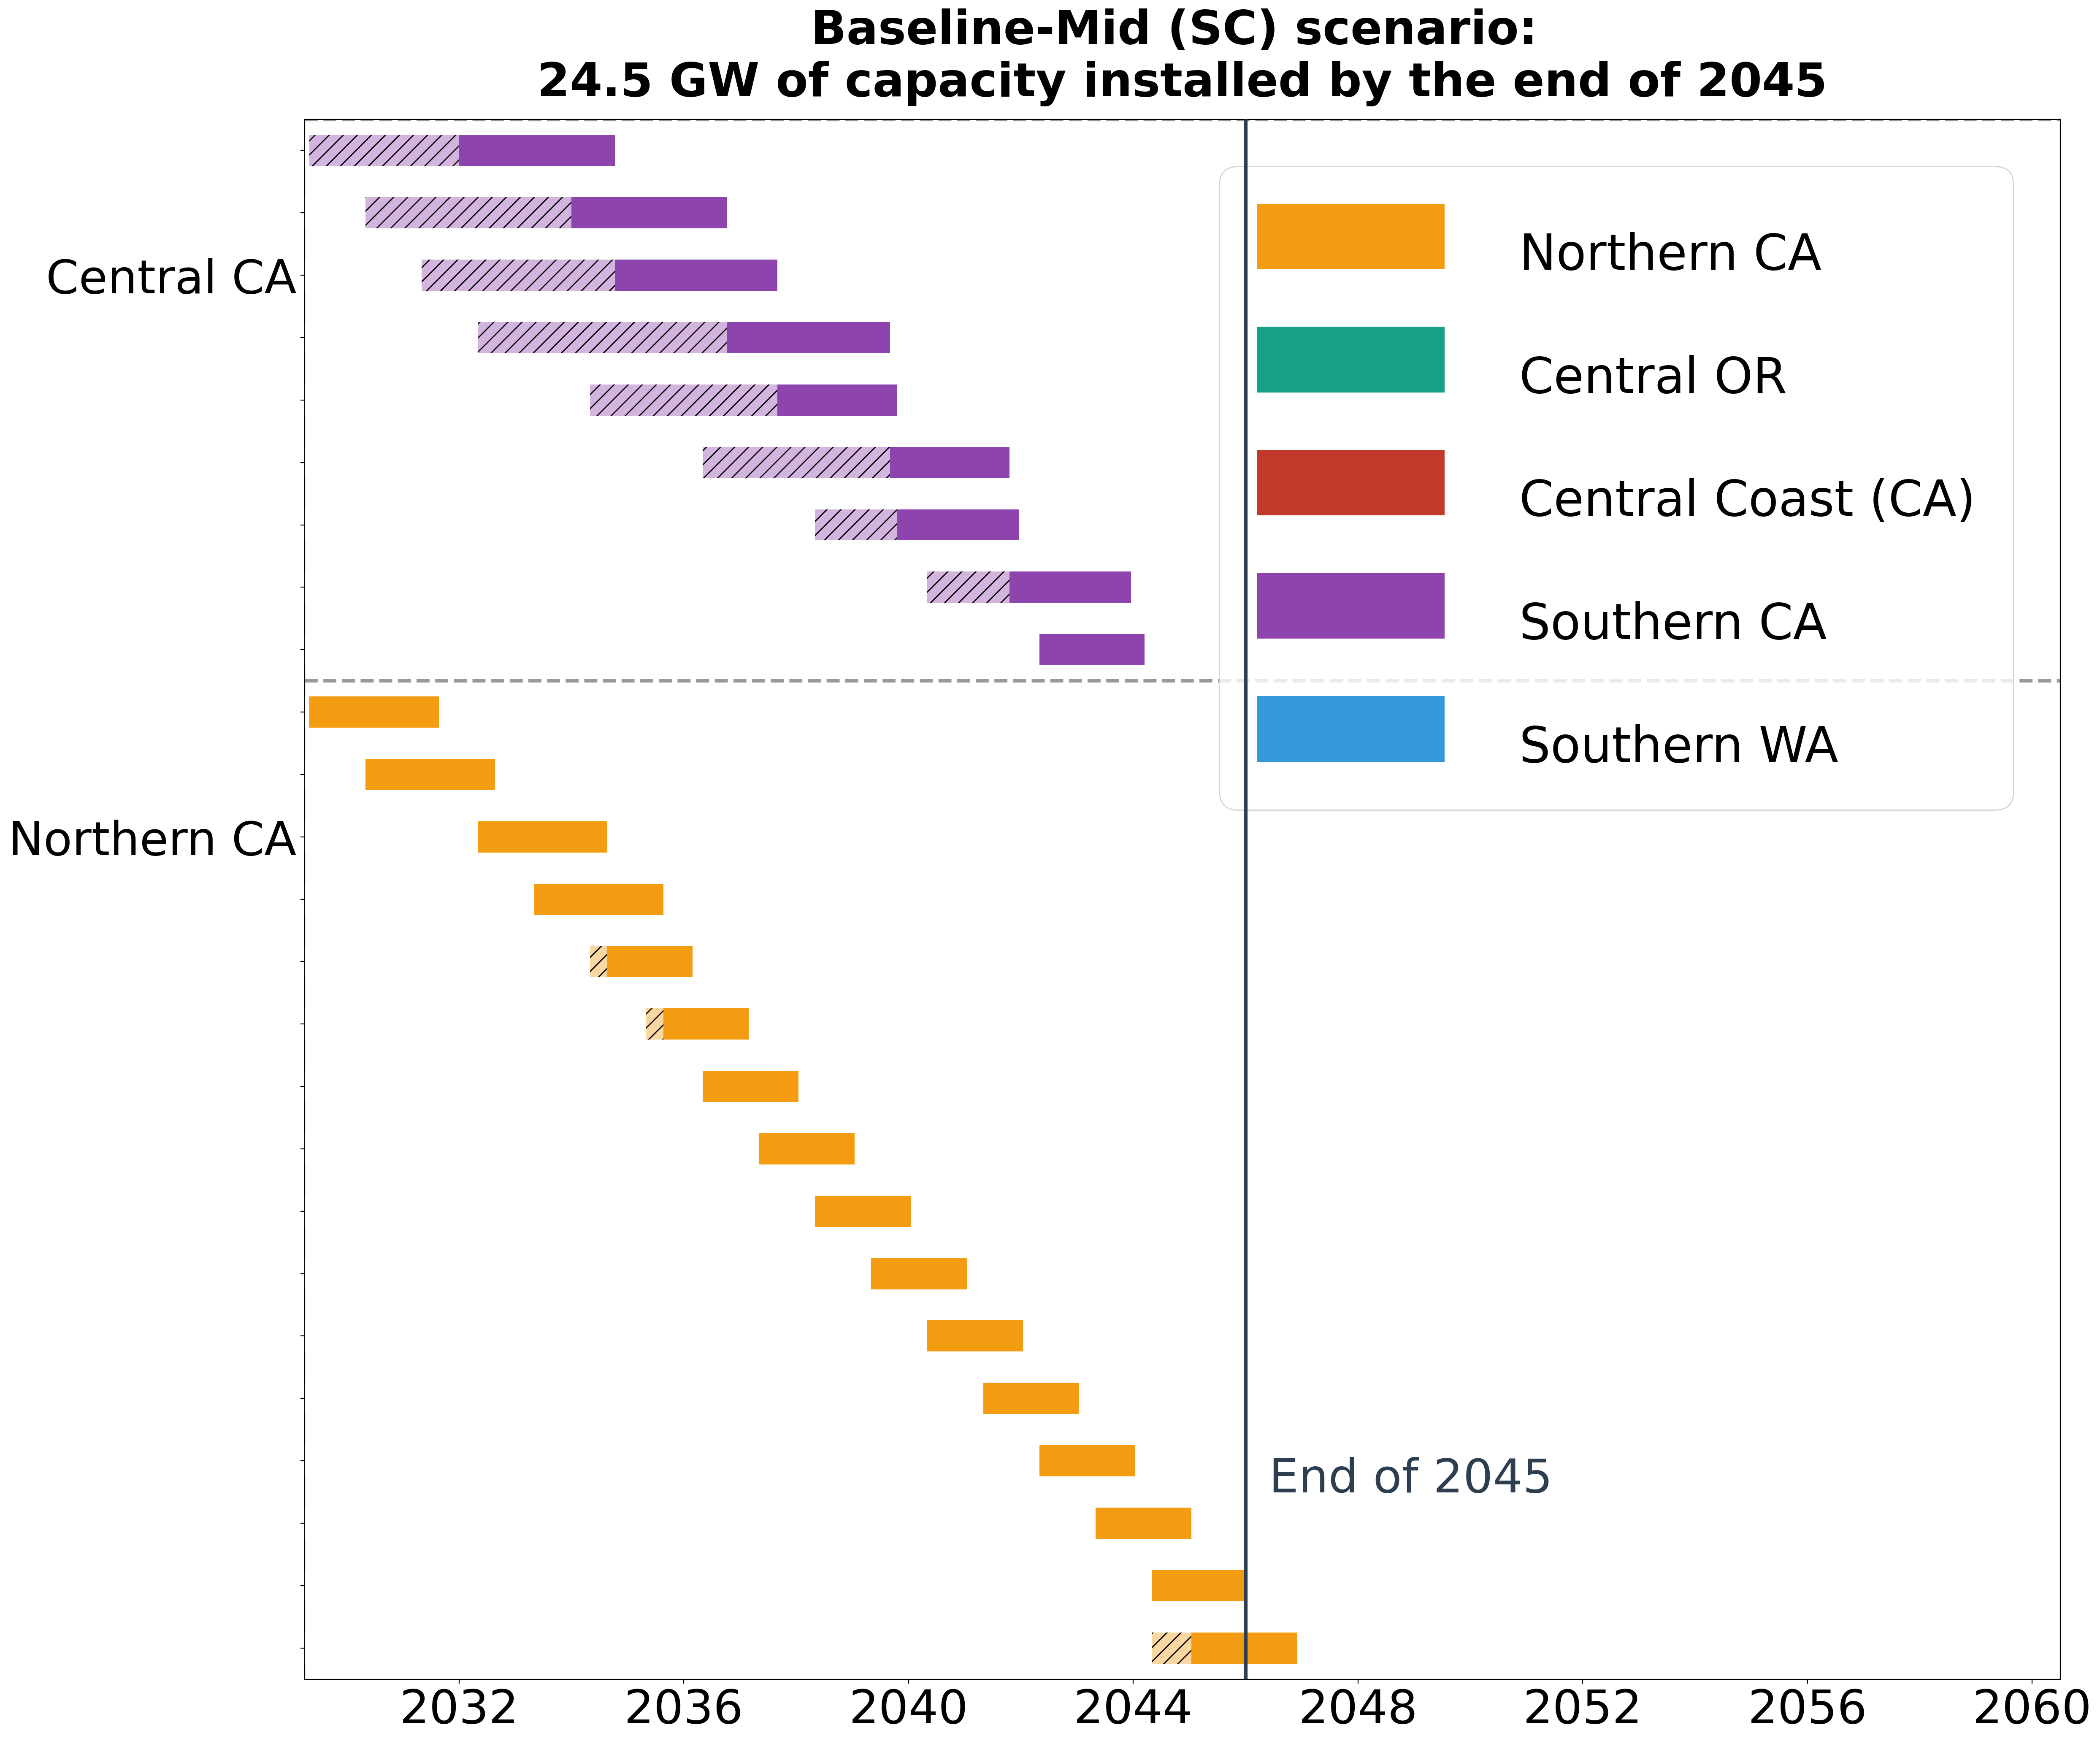 Baseline-Mid (SC) scenario:
24.5 GW of capacity installed by the end of 2045
Central CA
Northern CA
Northern CA
Central OR
Central Coast (CA)
Southern CA
Southern WA
End of 2045
2032 2036 2040 2044 2048 2052 2056 2060